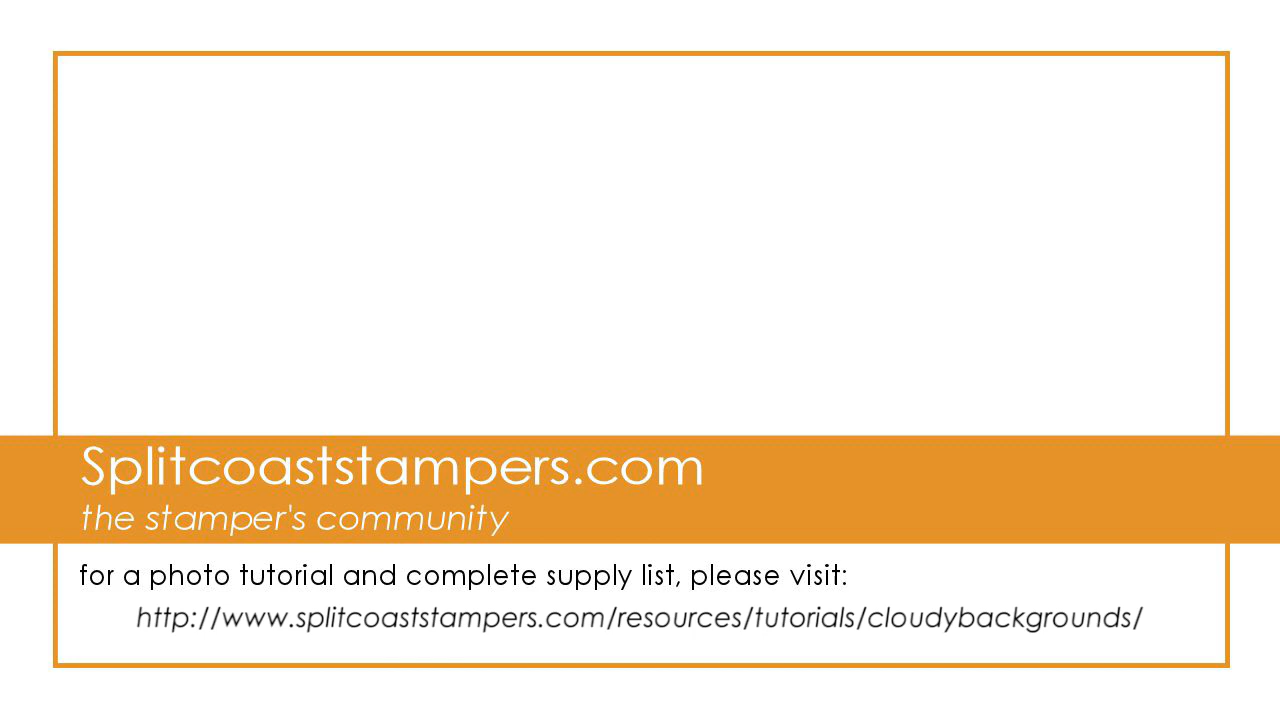 Splitcoaststampers.com
the stamper's community
for a photo tutorial and complete supply list, please visit:
http://www.splitcoaststampers.com/resources/tutorials/cloudybackgrounds/